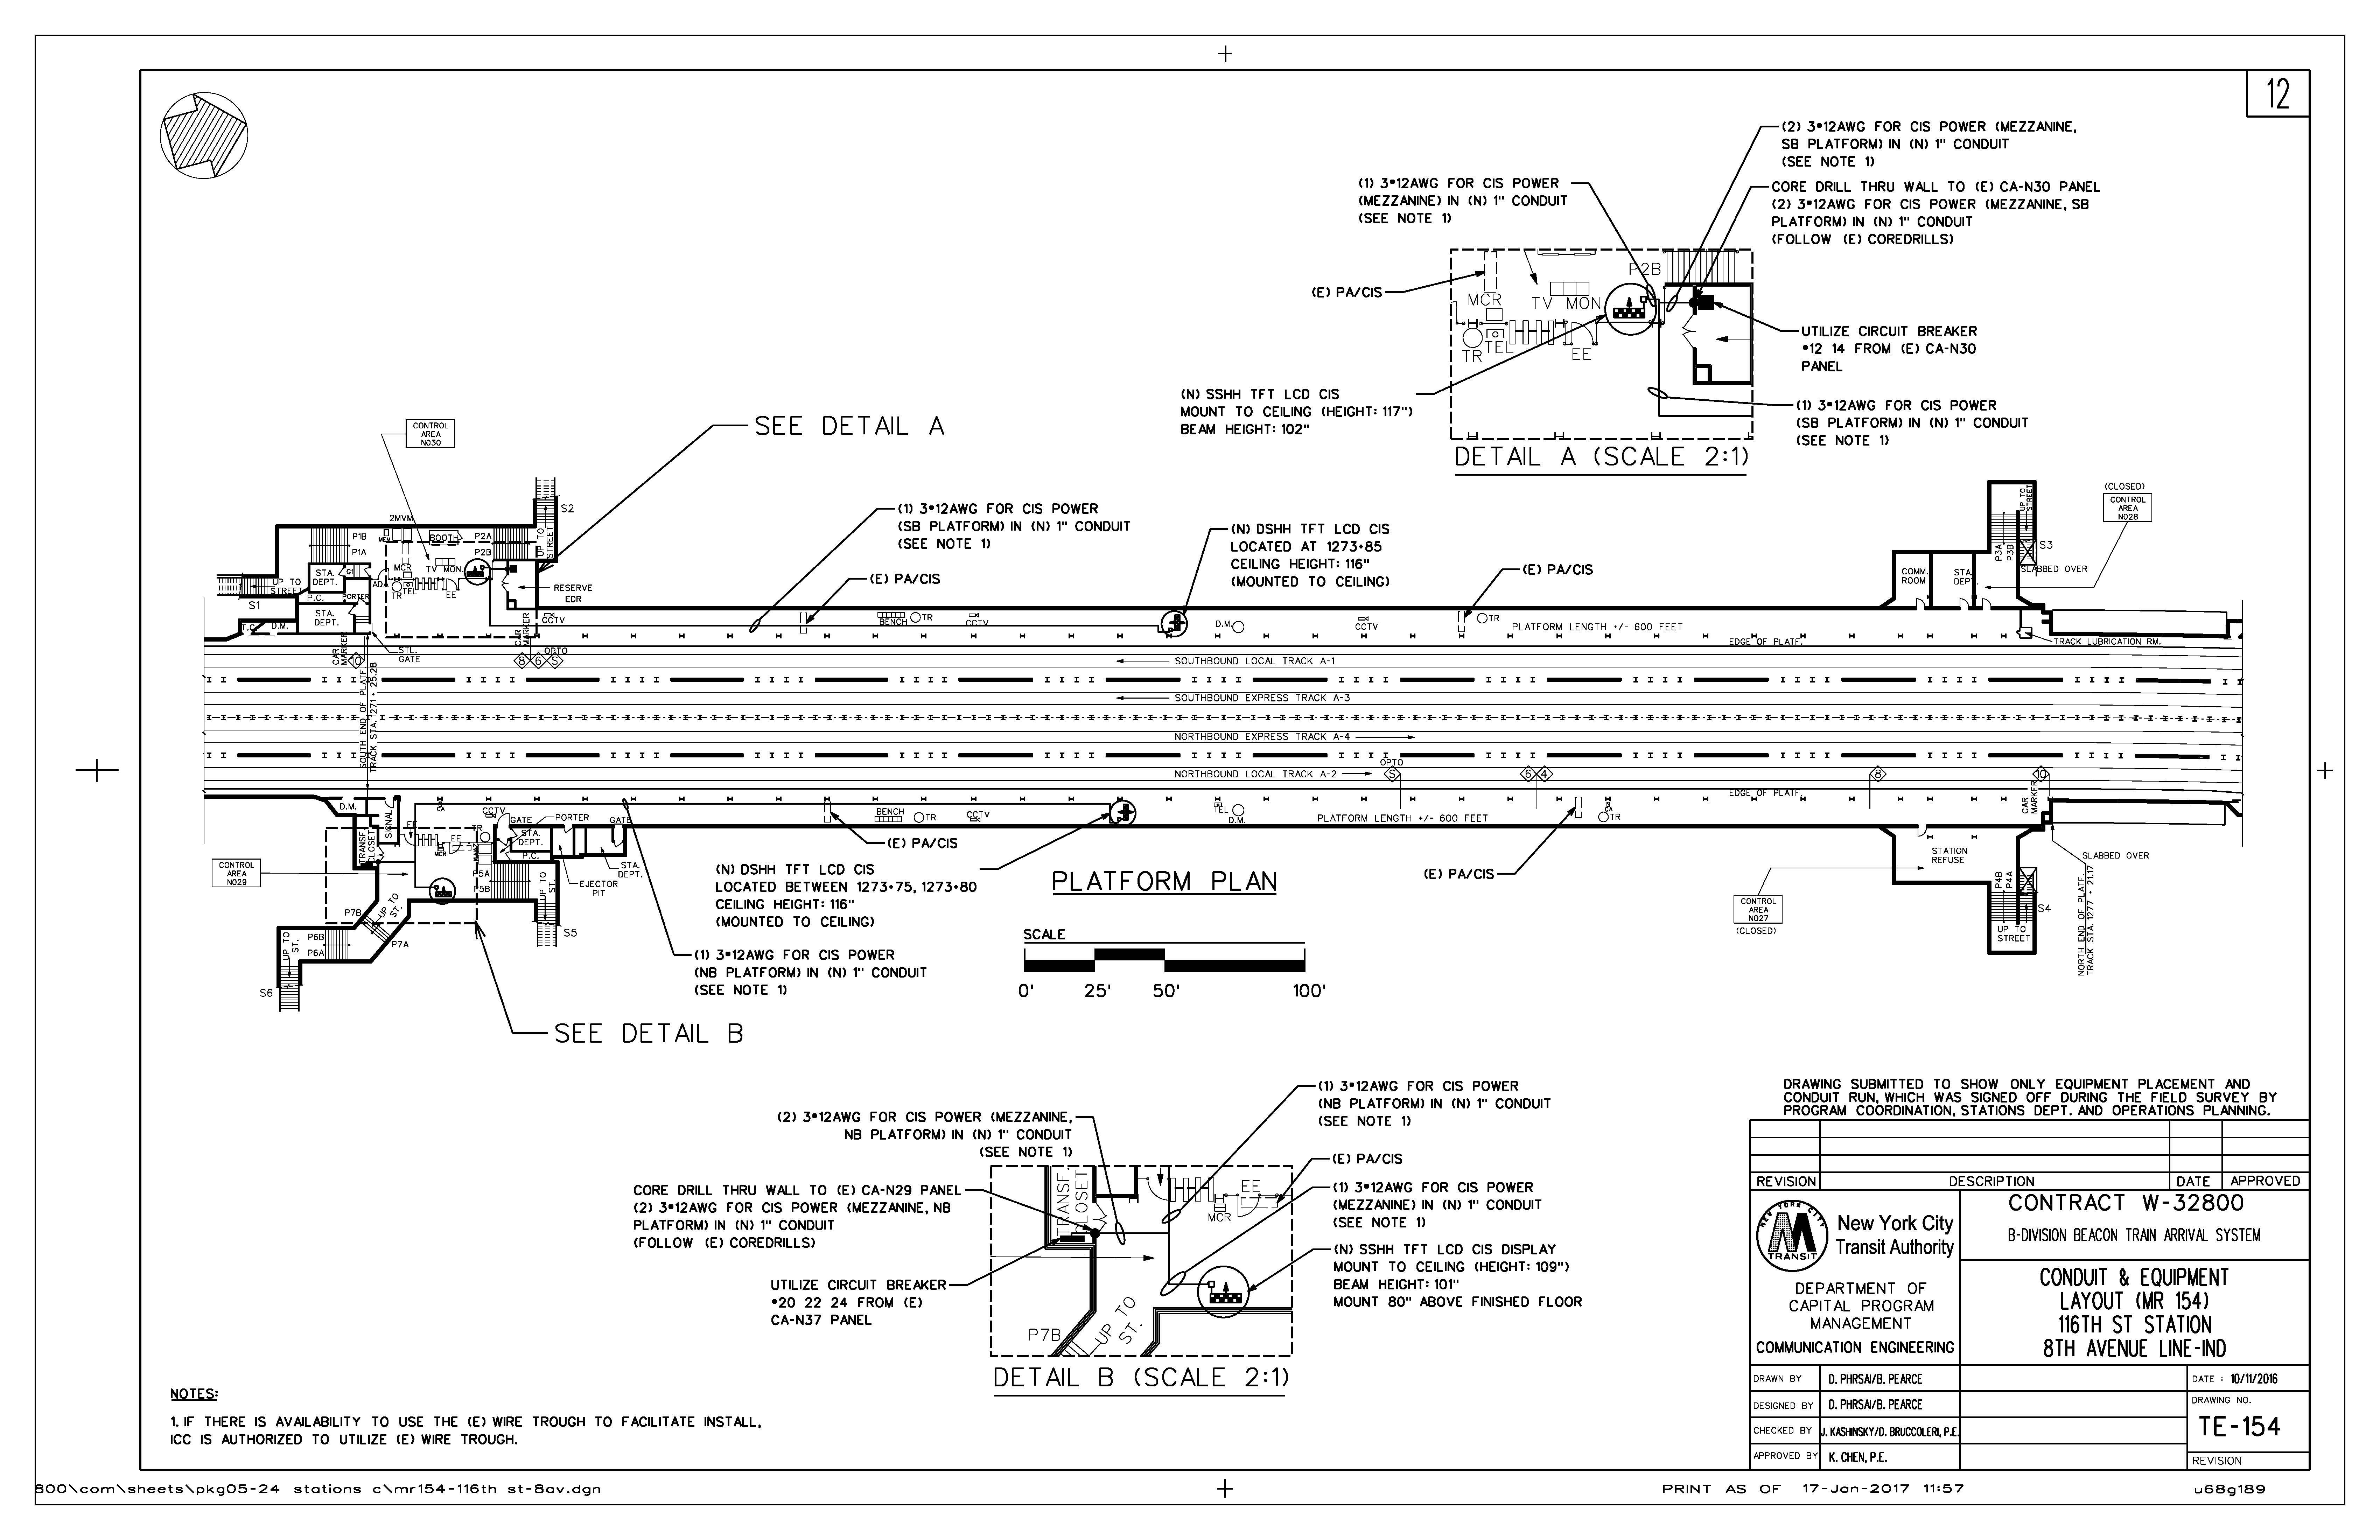 12
(2) 3#12AWG FOR CIS POWER (MEZZANINE,
SB PLATFORM) IN (N) 1" CONDUIT
(SEE NOTE 1)
(1) 3#12AWG FOR CIS POWER
(MEZZANINE) IN (N) 1" CONDUIT
(SEE NOTE 1)
CORE DRILL THRU WALL TO (E) CA-N30 PANEL
(2) 3#12AWG FOR CIS POWER (MEZZANINE, SB
PLATFORM) IN (N) 1" CONDUIT
(FOLLOW (E) COREDRILLS)
(E) PA/CIS
P2B
MCR
TV MON
TR
TEL
EE
UTILIZE CIRCUIT BREAKER
#12 14 FROM (E) CA-N30
PANEL
(N) SSHH TFT LCD CIS
MOUNT TO CEILING (HEIGHT: 117")
BEAM HEIGHT: 102"
(1) 3#12AWG FOR CIS POWER
(SB PLATFORM) IN (N) 1" CONDUIT
(SEE NOTE 1)
DETAIL A (SCALE 2:1)
SEE DETAIL A
CONTROL
AREA
N030
S2
2MVM
BOOTH
P2A
P2B
P1B
P1A
UP TO
STREET
STA.
DEPT.
MCR
TV MON.
ADA
TR
TEL
EE
RESERVE
EDR
UP TO
STREET
S1
P.C.
PORTER
STA.
DEPT.
T.C.
D.M.
STL.
GATE
CAR
MARKER
10
CAR
MARKER
8
6
S
OPTO
CCTV
(1) 3#12AWG FOR CIS POWER
(SB PLATFORM) IN (N) 1" CONDUIT
(SEE NOTE 1)
(E) PA/CIS
(N) DSHH TFT LCD CIS
LOCATED AT 1273+85
CEILING HEIGHT: 116"
(MOUNTED TO CEILING)
(E) PA/CIS
BENCH
TR
CCTV
D.M.
CCTV
TR
PLATFORM LENGTH +/- 600 FEET
EDGE OF PLATF.
(CLOSED)
CONTROL
AREA
N028
UP TO
STREET
P3A
P3B
S3
SLABBED OVER
COMM.
ROOM
STA.
DEPT.
TRACK LUBRICATION RM.
SOUTHBOUND LOCAL TRACK A-1
SOUTHBOUND EXPRESS TRACK A-3
NORTHBOUND EXPRESS TRACK A-4
NORTHBOUND LOCAL TRACK A-2
SOUTH END OF PLATF.
TRACK STA. 1271 + 25.28
OPTO
S
6
4
8
10
CAR
MARKER
EDGE OF PLATF.
PLATFORM LENGTH +/- 600 FEET
D.M.
SIGNAL
TRANSF.
CLOSET
EE
EE
TR
MCR
CCTV
GATE
PORTER
GATE
STA.
DEPT.
P.C.
STA.
DEPT.
EJECTOR
PIT
P5A
P5B
UP TO
ST.
S5
CONTROL
AREA
N029
P7B
UP TO
ST.
P7A
P6B
P6A
UP TO
ST.
S6
BENCH
TR
CCTV
TEL
D.M.
TR
(E) PA/CIS
(N) DSHH TFT LCD CIS
LOCATED BETWEEN 1273+75, 1273+80
CEILING HEIGHT: 116"
(MOUNTED TO CEILING)
(1) 3#12AWG FOR CIS POWER
(NB PLATFORM) IN (N) 1" CONDUIT
(SEE NOTE 1)
PLATFORM PLAN
SCALE
0' 25' 50' 100'
(E) PA/CIS
STATION
REFUSE
CONTROL
AREA
N027
(CLOSED)
P4B
P4A
S4
UP TO
STREET
SLABBED OVER
NORTH END OF PLATF.
TRACK STA. 1277 + 21.17
SEE DETAIL B
(2) 3#12AWG FOR CIS POWER (MEZZANINE,
NB PLATFORM) IN (N) 1" CONDUIT
(SEE NOTE 1)
CORE DRILL THRU WALL TO (E) CA-N29 PANEL
(2) 3#12AWG FOR CIS POWER (MEZZANINE, NB
PLATFORM) IN (N) 1" CONDUIT
(FOLLOW (E) COREDRILLS)
UTILIZE CIRCUIT BREAKER
#20 22 24 FROM (E)
CA-N37 PANEL
TRANSF.
CLOSET
EE
MCR
P7B
UP TO
ST.
(1) 3#12AWG FOR CIS POWER
(NB PLATFORM) IN (N) 1" CONDUIT
(SEE NOTE 1)
(E) PA/CIS
(1) 3#12AWG FOR CIS POWER
(MEZZANINE) IN (N) 1" CONDUIT
(SEE NOTE 1)
(N) SSHH TFT LCD CIS DISPLAY
MOUNT TO CEILING (HEIGHT: 109")
BEAM HEIGHT: 101"
MOUNT 80" ABOVE FINISHED FLOOR
DETAIL B (SCALE 2:1)
NOTES:
1. IF THERE IS AVAILABILITY TO USE THE (E) WIRE TROUGH TO FACILITATE INSTALL,
ICC IS AUTHORIZED TO UTILIZE (E) WIRE TROUGH.
DRAWING SUBMITTED TO SHOW ONLY EQUIPMENT PLACEMENT AND
CONDUIT RUN, WHICH WAS SIGNED OFF DURING THE FIELD SURVEY BY
PROGRAM COORDINATION, STATIONS DEPT. AND OPERATIONS PLANNING.
REVISION DESCRIPTION DATE APPROVED
NEW YORK CITY
TRANSIT
New York City
Transit Authority
DEPARTMENT OF
CAPITAL PROGRAM
MANAGEMENT
COMMUNICATION ENGINEERING
CONTRACT W-32800
B-DIVISION BEACON TRAIN ARRIVAL SYSTEM
CONDUIT & EQUIPMENT
LAYOUT (MR 154)
116TH ST STATION
8TH AVENUE LINE-IND
DRAWN BY D. PHRSAI/B. PEARCE
DESIGNED BY D. PHRSAI/B. PEARCE
CHECKED BY J. KASHINSKY/D. BRUCCOLERI, P.E.
APPROVED BY K. CHEN, P.E.
DATE : 10/11/2016
DRAWING NO.
TE-154
REVISION
800\com\sheets\pkg05-24 stations c\mr154-116th st-8av.dgn
PRINT AS OF 17-Jan-2017 11:57
u68g189